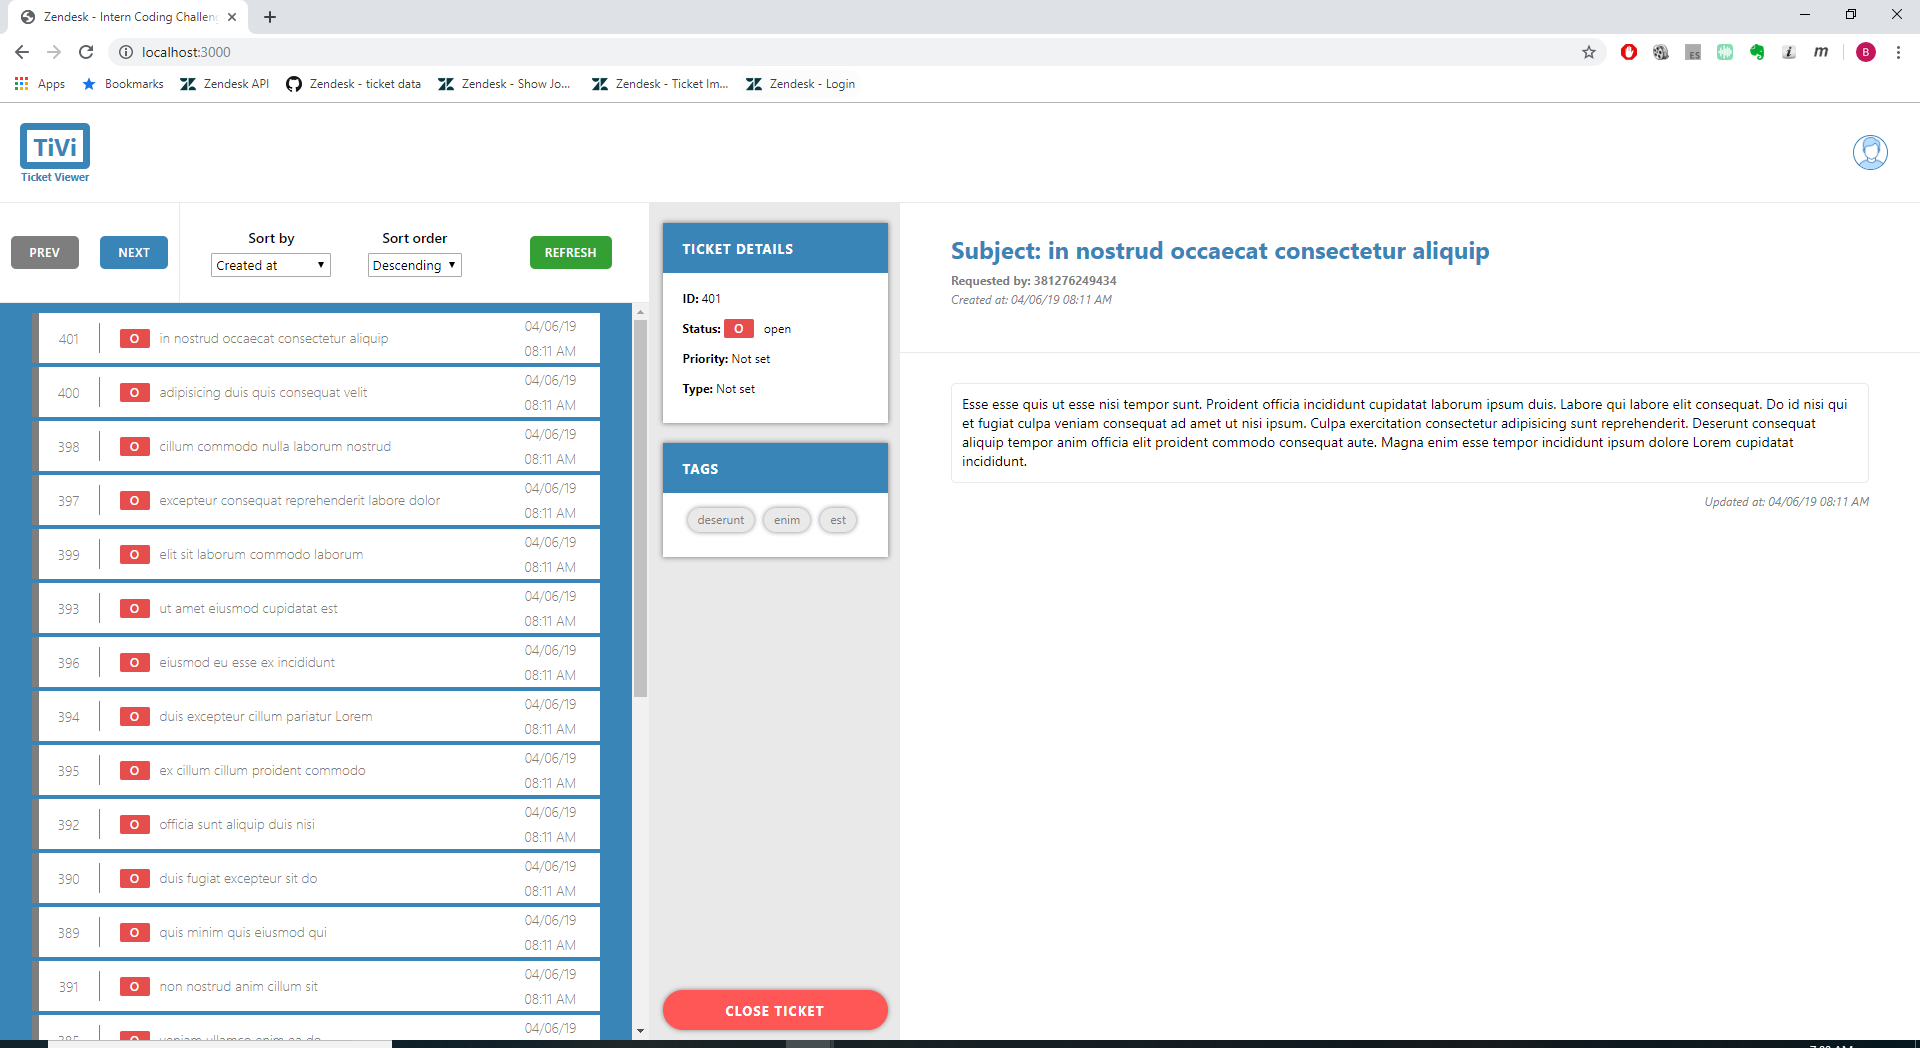 Zendesk - Intern Coding Challeng
localhost:3000
Apps
Bookmarks
Zendesk API
Zendesk - ticket data
Zendesk - Show Jo...
Zendesk - Ticket Im...
Zendesk - Login
ES
B
TiVi
Ticket Viewer
PREV
NEXT
Sort by
Created at
Sort order
Descending
REFRESH
401 O in nostrud occaecat consectetur aliquip 04/06/19
08:11 AM
400 O adipisicing duis quis consequat velit 04/06/19
08:11 AM
398 O cillum commodo nulla laborum nostrud 04/06/19
08:11 AM
397 O excepteur consequat reprehenderit labore dolor 04/06/19
08:11 AM
399 O elit sit laborum commodo laborum 04/06/19
08:11 AM
393 O ut amet eiusmod cupidatat est 04/06/19
08:11 AM
396 O eiusmod eu esse ex incididunt 04/06/19
08:11 AM
394 O duis excepteur cillum pariatur Lorem 04/06/19
08:11 AM
395 O ex cillum cillum proident commodo 04/06/19
08:11 AM
392 O officia sunt aliquip duis nisi 04/06/19
08:11 AM
390 O duis fugiat excepteur sit do 04/06/19
08:11 AM
389 O quis minim quis eiusmod qui 04/06/19
08:11 AM
391 O non nostrud anim cillum sit 04/06/19
08:11 AM
04/06/19
TICKET DETAILS
ID: 401
Status: O open
Priority: Not set
Type: Not set
TAGS
deserunt
enim
est
CLOSE TICKET
Subject: in nostrud occaecat consectetur aliquip
Requested by: 381276249434
Created at: 04/06/19 08:11 AM
Esse esse quis ut esse nisi tempor sunt. Proident officia incididunt cupidatat laborum ipsum duis. Labore qui labore elit consequat. Do id nisi qui
et fugiat culpa veniam consequat ad amet ut nisi ipsum. Culpa exercitation consectetur adipisicing sunt reprehenderit. Deserunt consequat
aliquip tempor anim officia elit proident commodo consequat aute. Magna enim esse tempor incididunt ipsum dolore Lorem cupidatat
incididunt.
Updated at: 04/06/19 08:11 AM